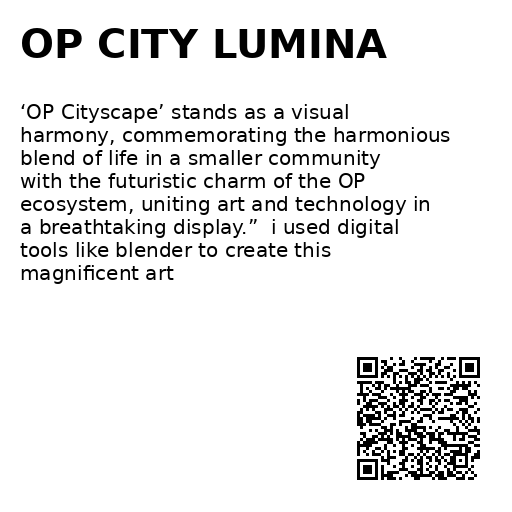 OP CITY LUMINA
‘OP Cityscape’ stands as a visual
harmony, commemorating the harmonious
blend of life in a smaller community
with the futuristic charm of the OP
ecosystem, uniting art and technology in
a breathtaking display.”  i used digital
tools like blender to create this
magnificent art